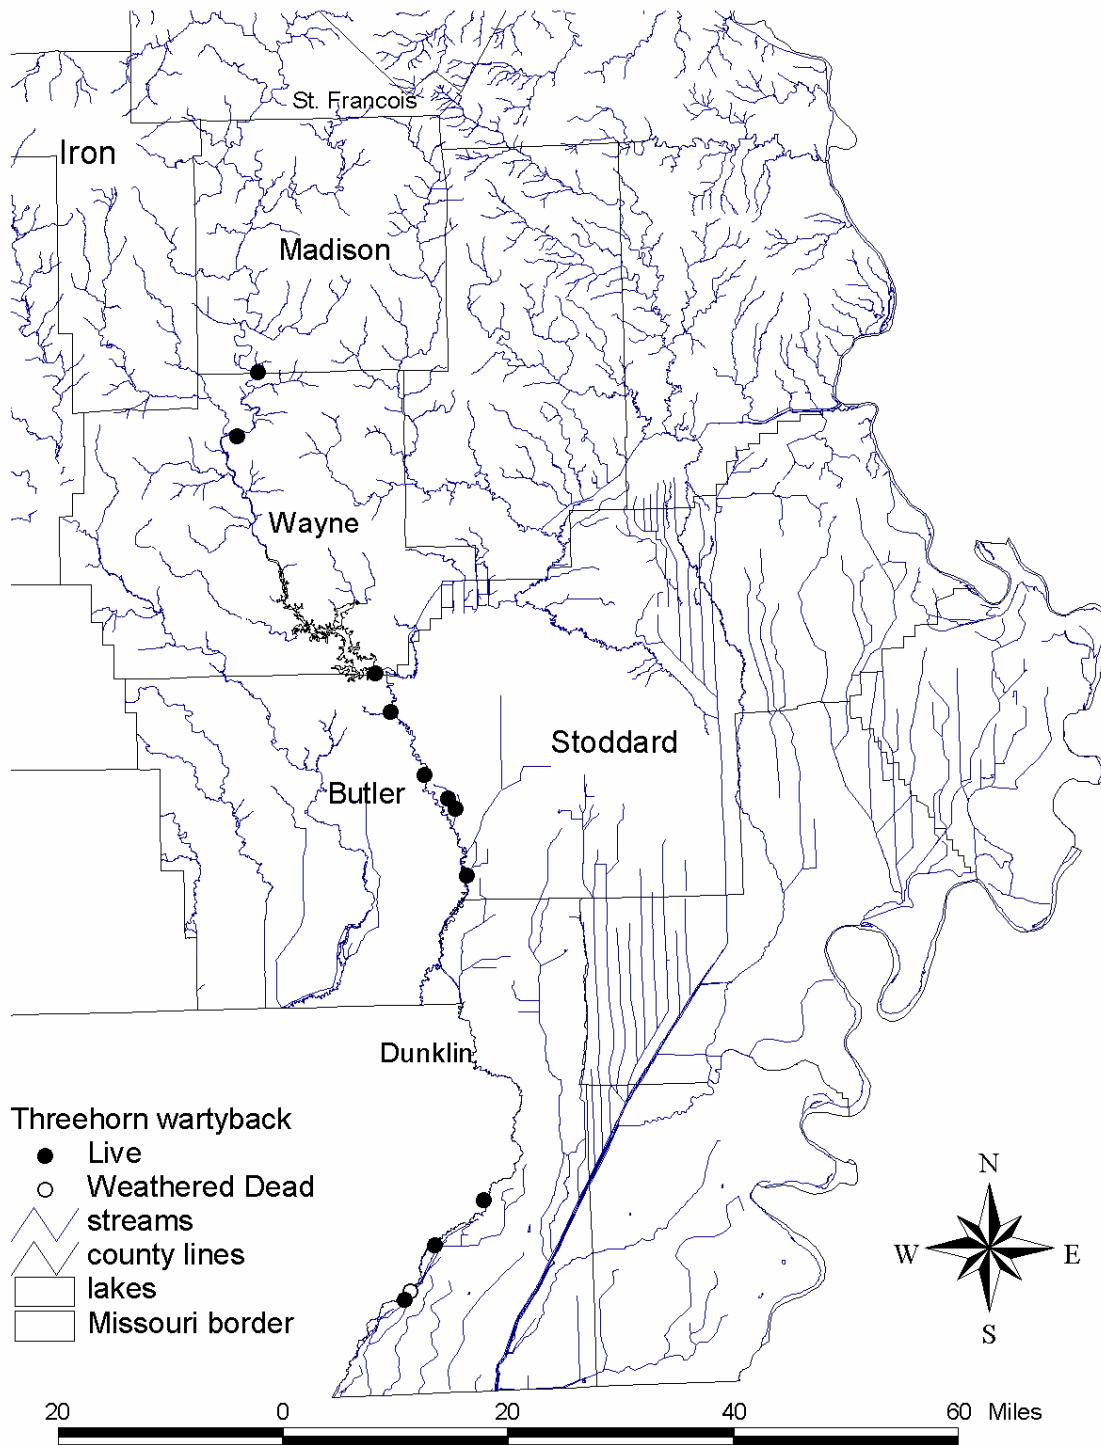 St. Francois
Iron
Madison
Wayne
Stoddard
Butler
Dunklin
Threehorn wartyback
Live
Weathered Dead
streams
county lines
lakes
Missouri border
N
W E
S
20 0 20 40 60 Miles